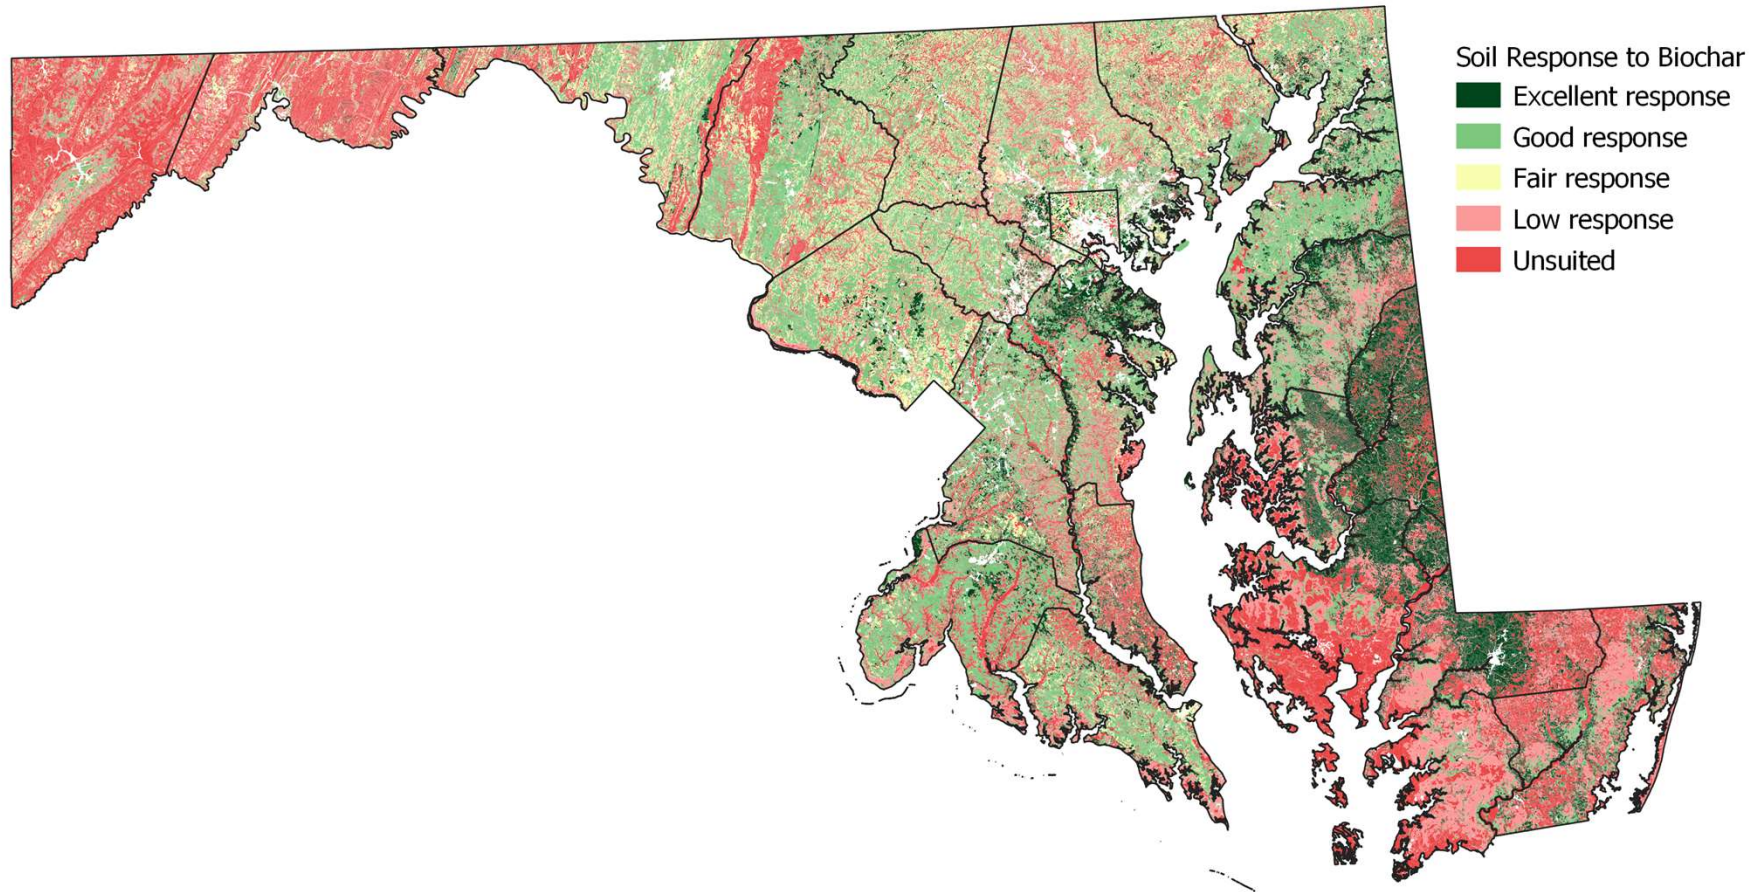 Soil Response to Biochar
Excellent response
Good response
Fair response
Low response
Unsuited